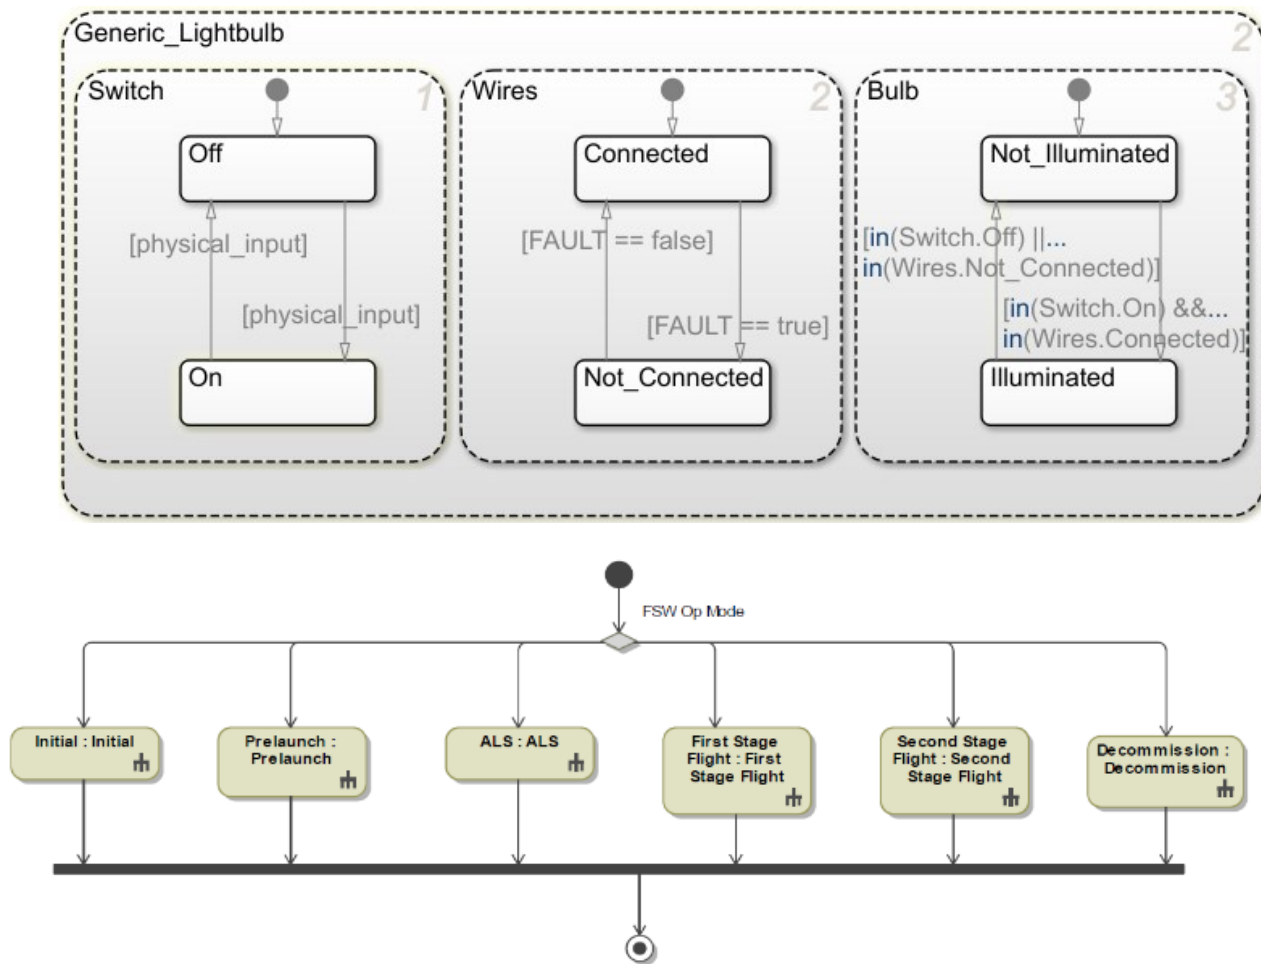 Generic_Lightbulb
2
Switch
1
Off
[physical_input]
[physical_input]
On
Wires
2
Connected
[FAULT == false]
[FAULT == true]
Not_Connected
Bulb
3
Not_Illuminated
[in(Switch.Off) ||...
in(Wires.Not_Connected)]
[in(Switch.On) &&...
in(Wires.Connected)]
Illuminated
FSW Op Mode
Initial : Initial
Prelaunch :
Prelaunch
ALS : ALS
First Stage
Flight : First
Stage Flight
Second Stage
Flight : Second
Stage Flight
Decommission :
Decommission